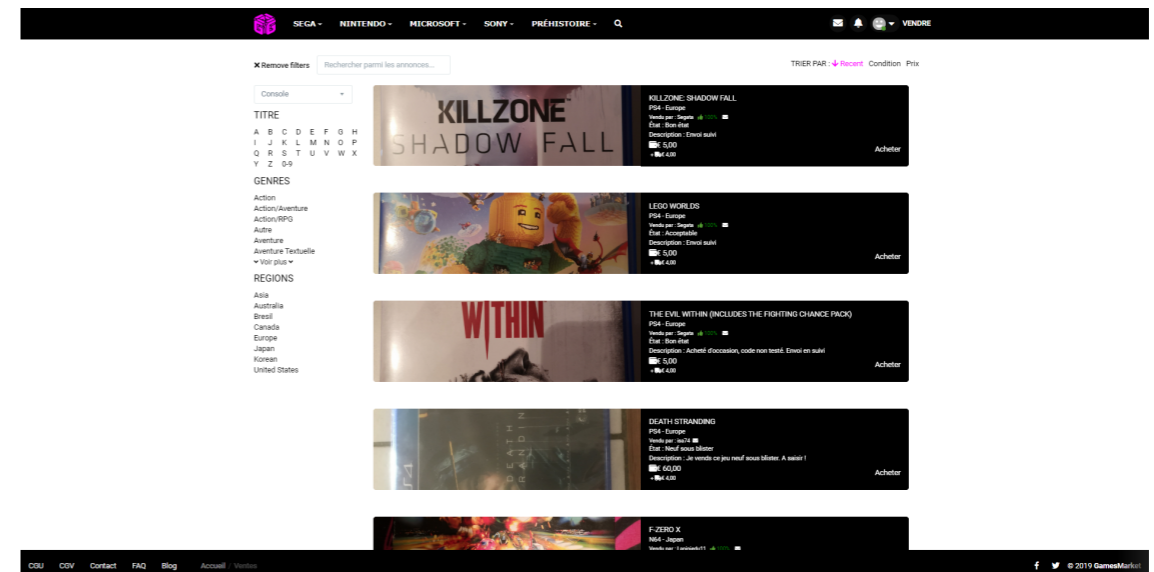 SEGA NINTENDO MICROSOFT SONY PRÉHISTOIRE VENDRE
Remove filters Rechercher parmi les annonces... TRIER PAR : Recent Condition Prix
Console
TITRE
A B C D E F G H
I J K L M N O P
Q R S T U V W X
Y Z 0-9
GENRES
Action
Action/Aventure
Action/RPG
Autre
Aventure
Aventure Textuelle
Voir plus
REGIONS
Asia
Australia
Bresil
Canada
Europe
Japan
Korean
United States
KILLZONE
SHADOW FALL
KILLZONE: SHADOW FALL
PS4 - Europe
Vendu par : Segata 100%
État : Bon état
Description : Envoi suivi
€ 5,00
+ € 4,00
Acheter
LEGO WORLDS
PS4 - Europe
Vendu par : Segata 100%
État : Acceptable
Description : Envoi suivi
€ 5,00
+ € 4,00
Acheter
WITHIN
THE EVIL WITHIN (INCLUDES THE FIGHTING CHANCE PACK)
PS4 - Europe
Vendu par : Segata 100%
État : Bon état
Description : Acheté d'occasion, code non testé. Envoi en suivi
€ 5,00
+ € 4,00
Acheter
DEATH
DEATH STRANDING
PS4 - Europe
Vendu par : isa74
État : Neuf sous blister
Description : Je vends ce jeu neuf sous blister. A saisir !
€ 60,00
+ € 4,00
Acheter
F-ZERO X
N64 - Japan
CGU CGV Contact FAQ Blog Accueil / Ventes © 2019 GamesMarket